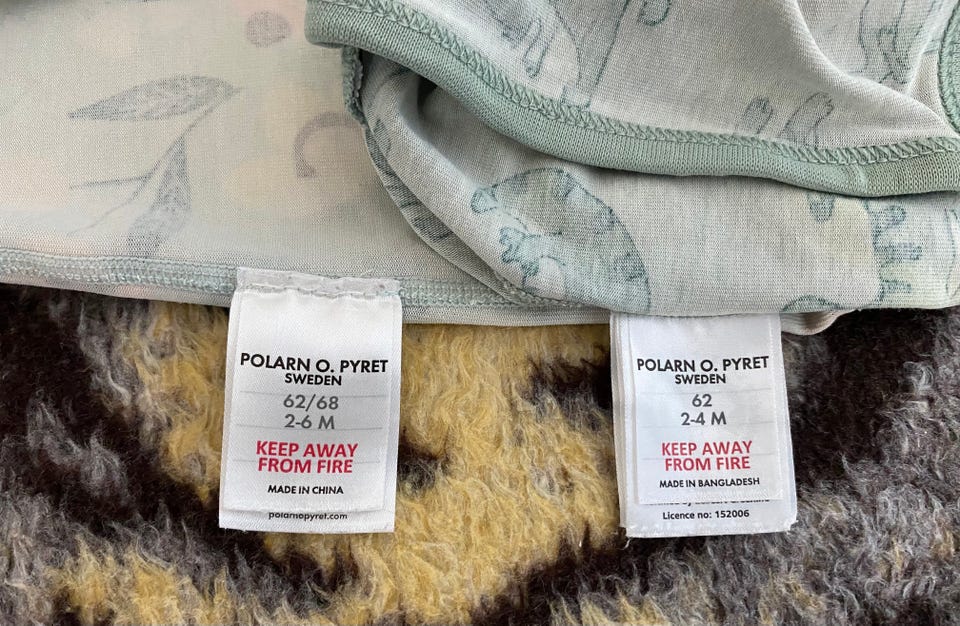 POLARN O. PYRET
SWEDEN
62/68
2-6 M
KEEP AWAY
FROM FIRE
MADE IN CHINA
polarnopyret.com
POLARN O. PYRET
SWEDEN
62
2-4 M
KEEP AWAY
FROM FIRE
MADE IN BANGLADESH
Licence no: 152006